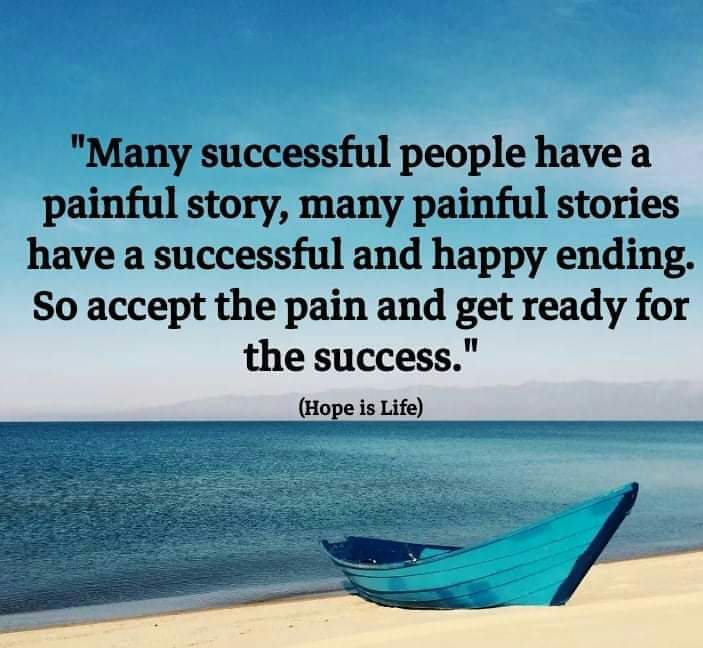 "Many successful people have a
painful story, many painful stories
have a successful and happy ending.
So accept the pain and get ready for
the success."
(Hope is Life)